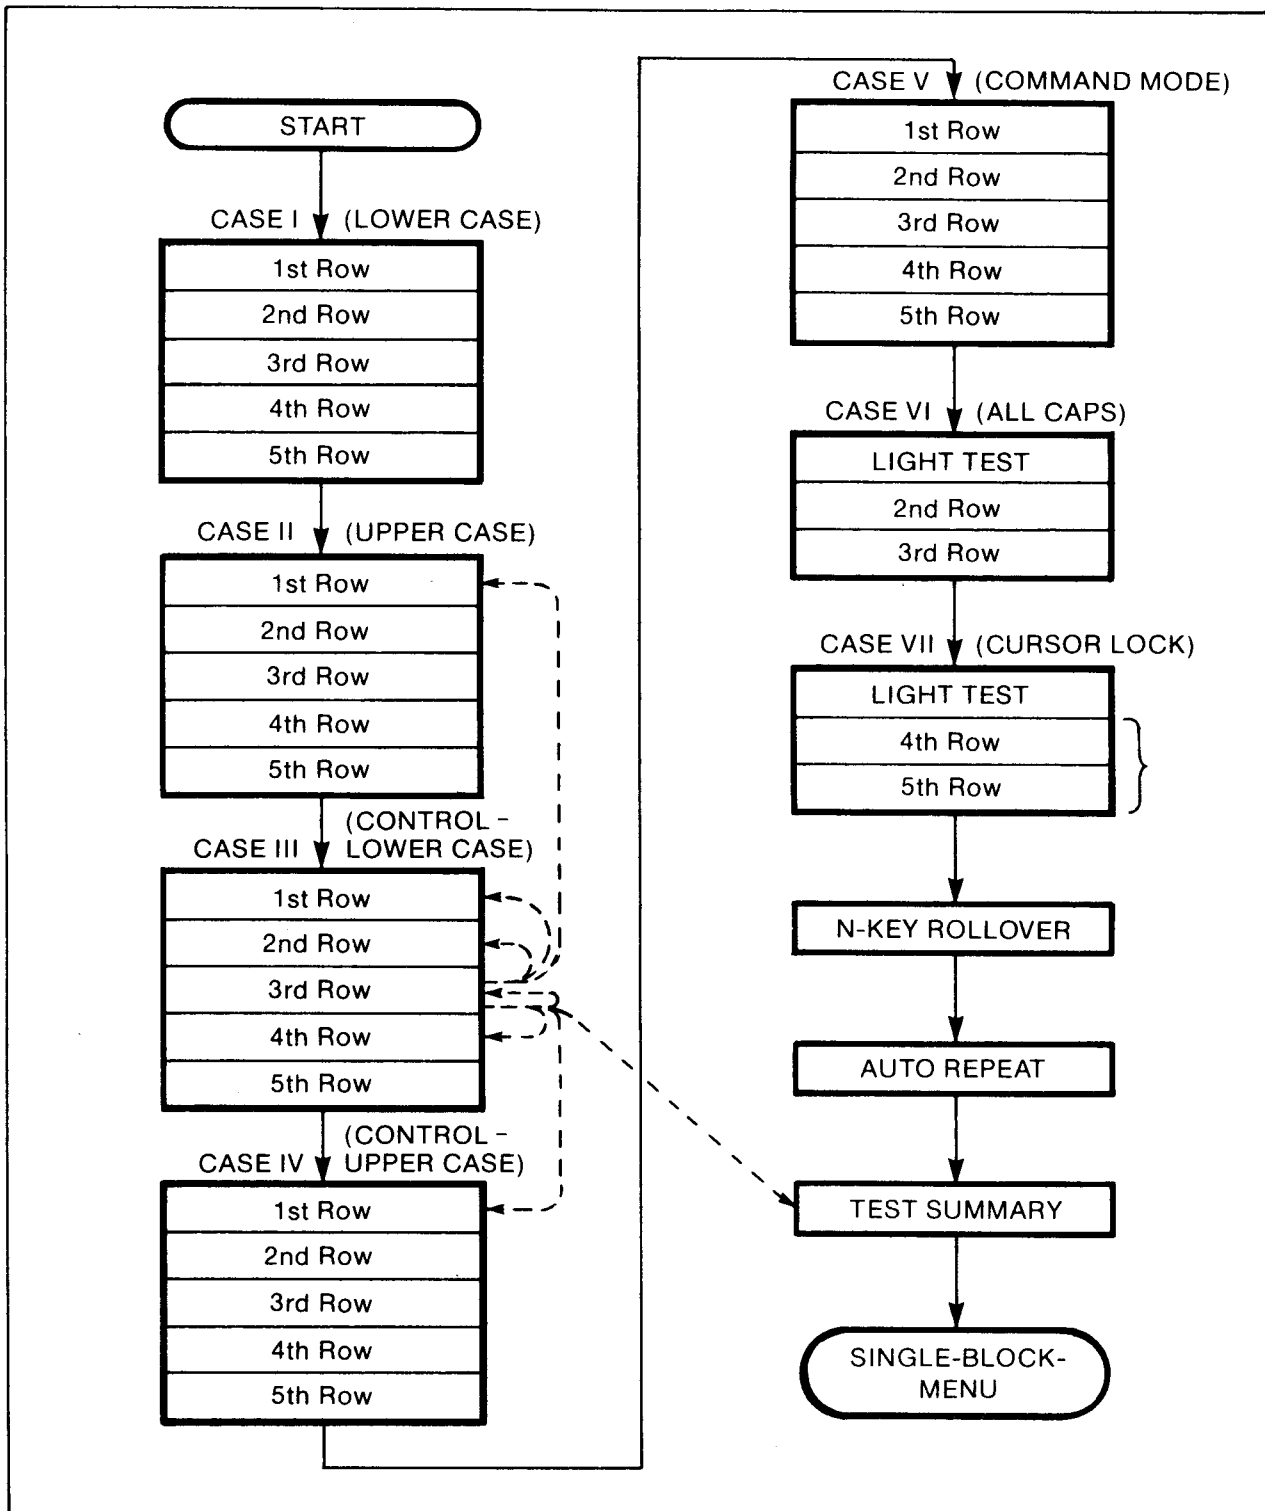 START
CASE I (LOWER CASE)
1st Row
2nd Row
3rd Row
4th Row
5th Row
CASE II (UPPER CASE)
1st Row
2nd Row
3rd Row
4th Row
5th Row
(CONTROL –
CASE III LOWER CASE)
1st Row
2nd Row
3rd Row
4th Row
5th Row
(CONTROL –
CASE IV UPPER CASE)
1st Row
2nd Row
3rd Row
4th Row
5th Row
CASE V (COMMAND MODE)
1st Row
2nd Row
3rd Row
4th Row
5th Row
CASE VI (ALL CAPS)
LIGHT TEST
2nd Row
3rd Row
CASE VII (CURSOR LOCK)
LIGHT TEST
4th Row
5th Row
N-KEY ROLLOVER
AUTO REPEAT
TEST SUMMARY
SINGLE-BLOCK-
MENU